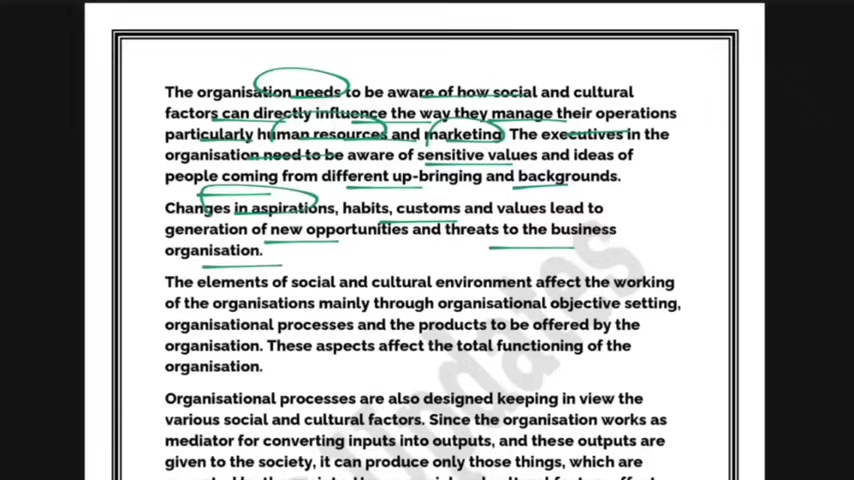 The organisation needs to be aware of how social and cultural
factors can directly influence the way they manage their operations
particularly human resources and marketing. The executives in the
organisation need to be aware of sensitive values and ideas of
people coming from different up-bringing and backgrounds.
Changes in aspirations, habits, customs and values lead to
generation of new opportunities and threats to the business
organisation.
The elements of social and cultural environment affect the working
of the organisations mainly through organisational objective setting,
organisational processes and the products to be offered by the
organisation. These aspects affect the total functioning of the
organisation.
Organisational processes are also designed keeping in view the
various social and cultural factors. Since the organisation works as
mediator for converting inputs into outputs, and these outputs are
given to the society, it can produce only those things, which are
Updates